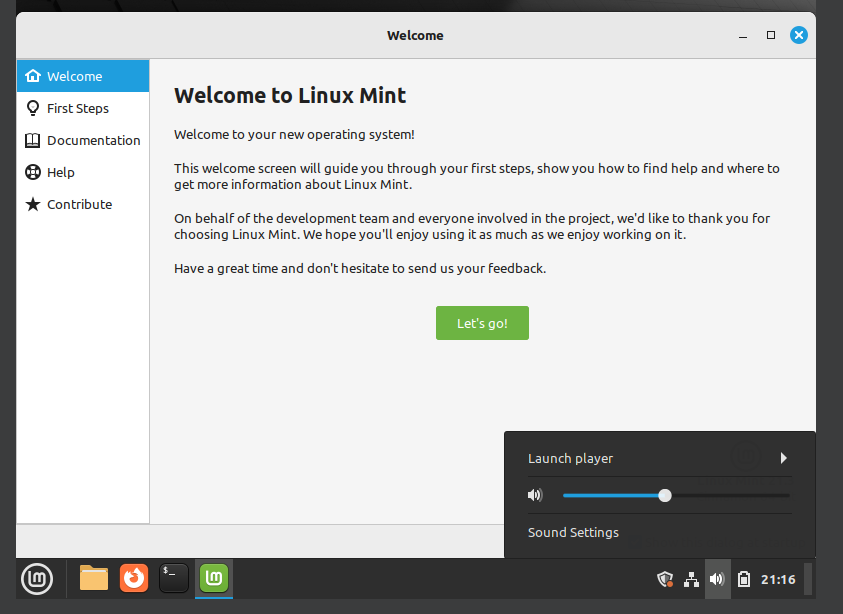 Welcome
Welcome
First Steps
Documentation
Help
Contribute
Welcome to Linux Mint
Welcome to your new operating system!
This welcome screen will guide you through your first steps, show you how to find help and where to
get more information about Linux Mint.
On behalf of the development team and everyone involved in the project, we'd like to thank you for
choosing Linux Mint. We hope you'll enjoy using it as much as we enjoy working on it.
Have a great time and don't hesitate to send us your feedback.
Let's go!
Launch player
Sound Settings
$_
21:16